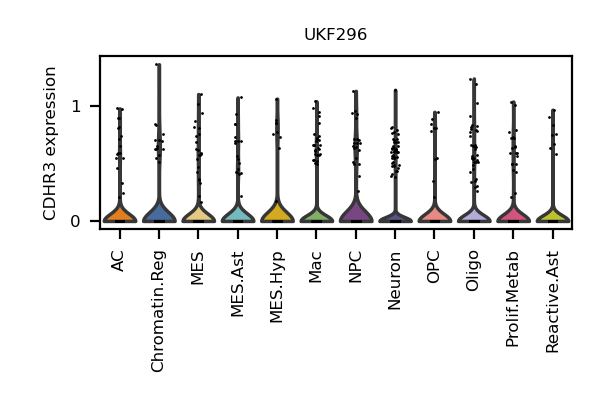 UKF296
CDHR3 expression
1
0
AC
Chromatin.Reg
MES
MES.Ast
MES.Hyp
Mac
NPC
Neuron
OPC
Oligo
Prolif.Metab
Reactive.Ast